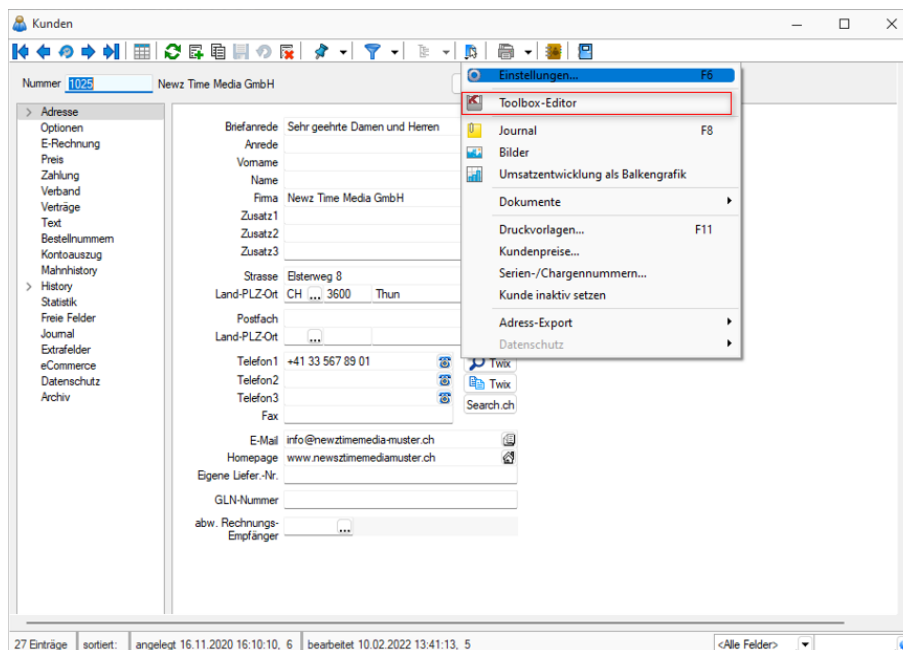 Kunden
Nummer 1025 Newz Time Media GmbH
Einstellungen... F6
Toolbox-Editor
Journal F8
Bilder
Umsatzentwicklung als Balkengrafik
Dokumente
Druckvorlagen... F11
Kundenpreise...
Serien-/Chargennummern...
Kunde inaktiv setzen
Adress-Export
Datenschutz
Adresse
Optionen
E-Rechnung
Preis
Zahlung
Verband
Verträge
Text
Bestellnummern
Kontoauszug
Mahnhistory
History
Statistik
Freie Felder
Journal
Extrafelder
eCommerce
Datenschutz
Archiv
Briefanrede Sehr geehrte Damen und Herren
Anrede
Vorname
Name
Firma Newz Time Media GmbH
Zusatz1
Zusatz2
Zusatz3
Strasse Elsterweg 8
Land-PLZ-Ort CH ... 3600 Thun
Postfach
Land-PLZ-Ort ...
Telefon1 +41 33 567 89 01 Twix
Telefon2 Twix
Telefon3 Search.ch
Fax
E-Mail info@newztimemedia-muster.ch
Homepage www.newsztimemediamuster.ch
Eigene Liefer.-Nr.
GLN-Nummer
abw. Rechnungs-
Empfänger ...
27 Einträge sortiert: angelegt 16.11.2020 16:10:10, 6 bearbeitet 10.02.2022 13:41:13, 5 <Alle Felder>